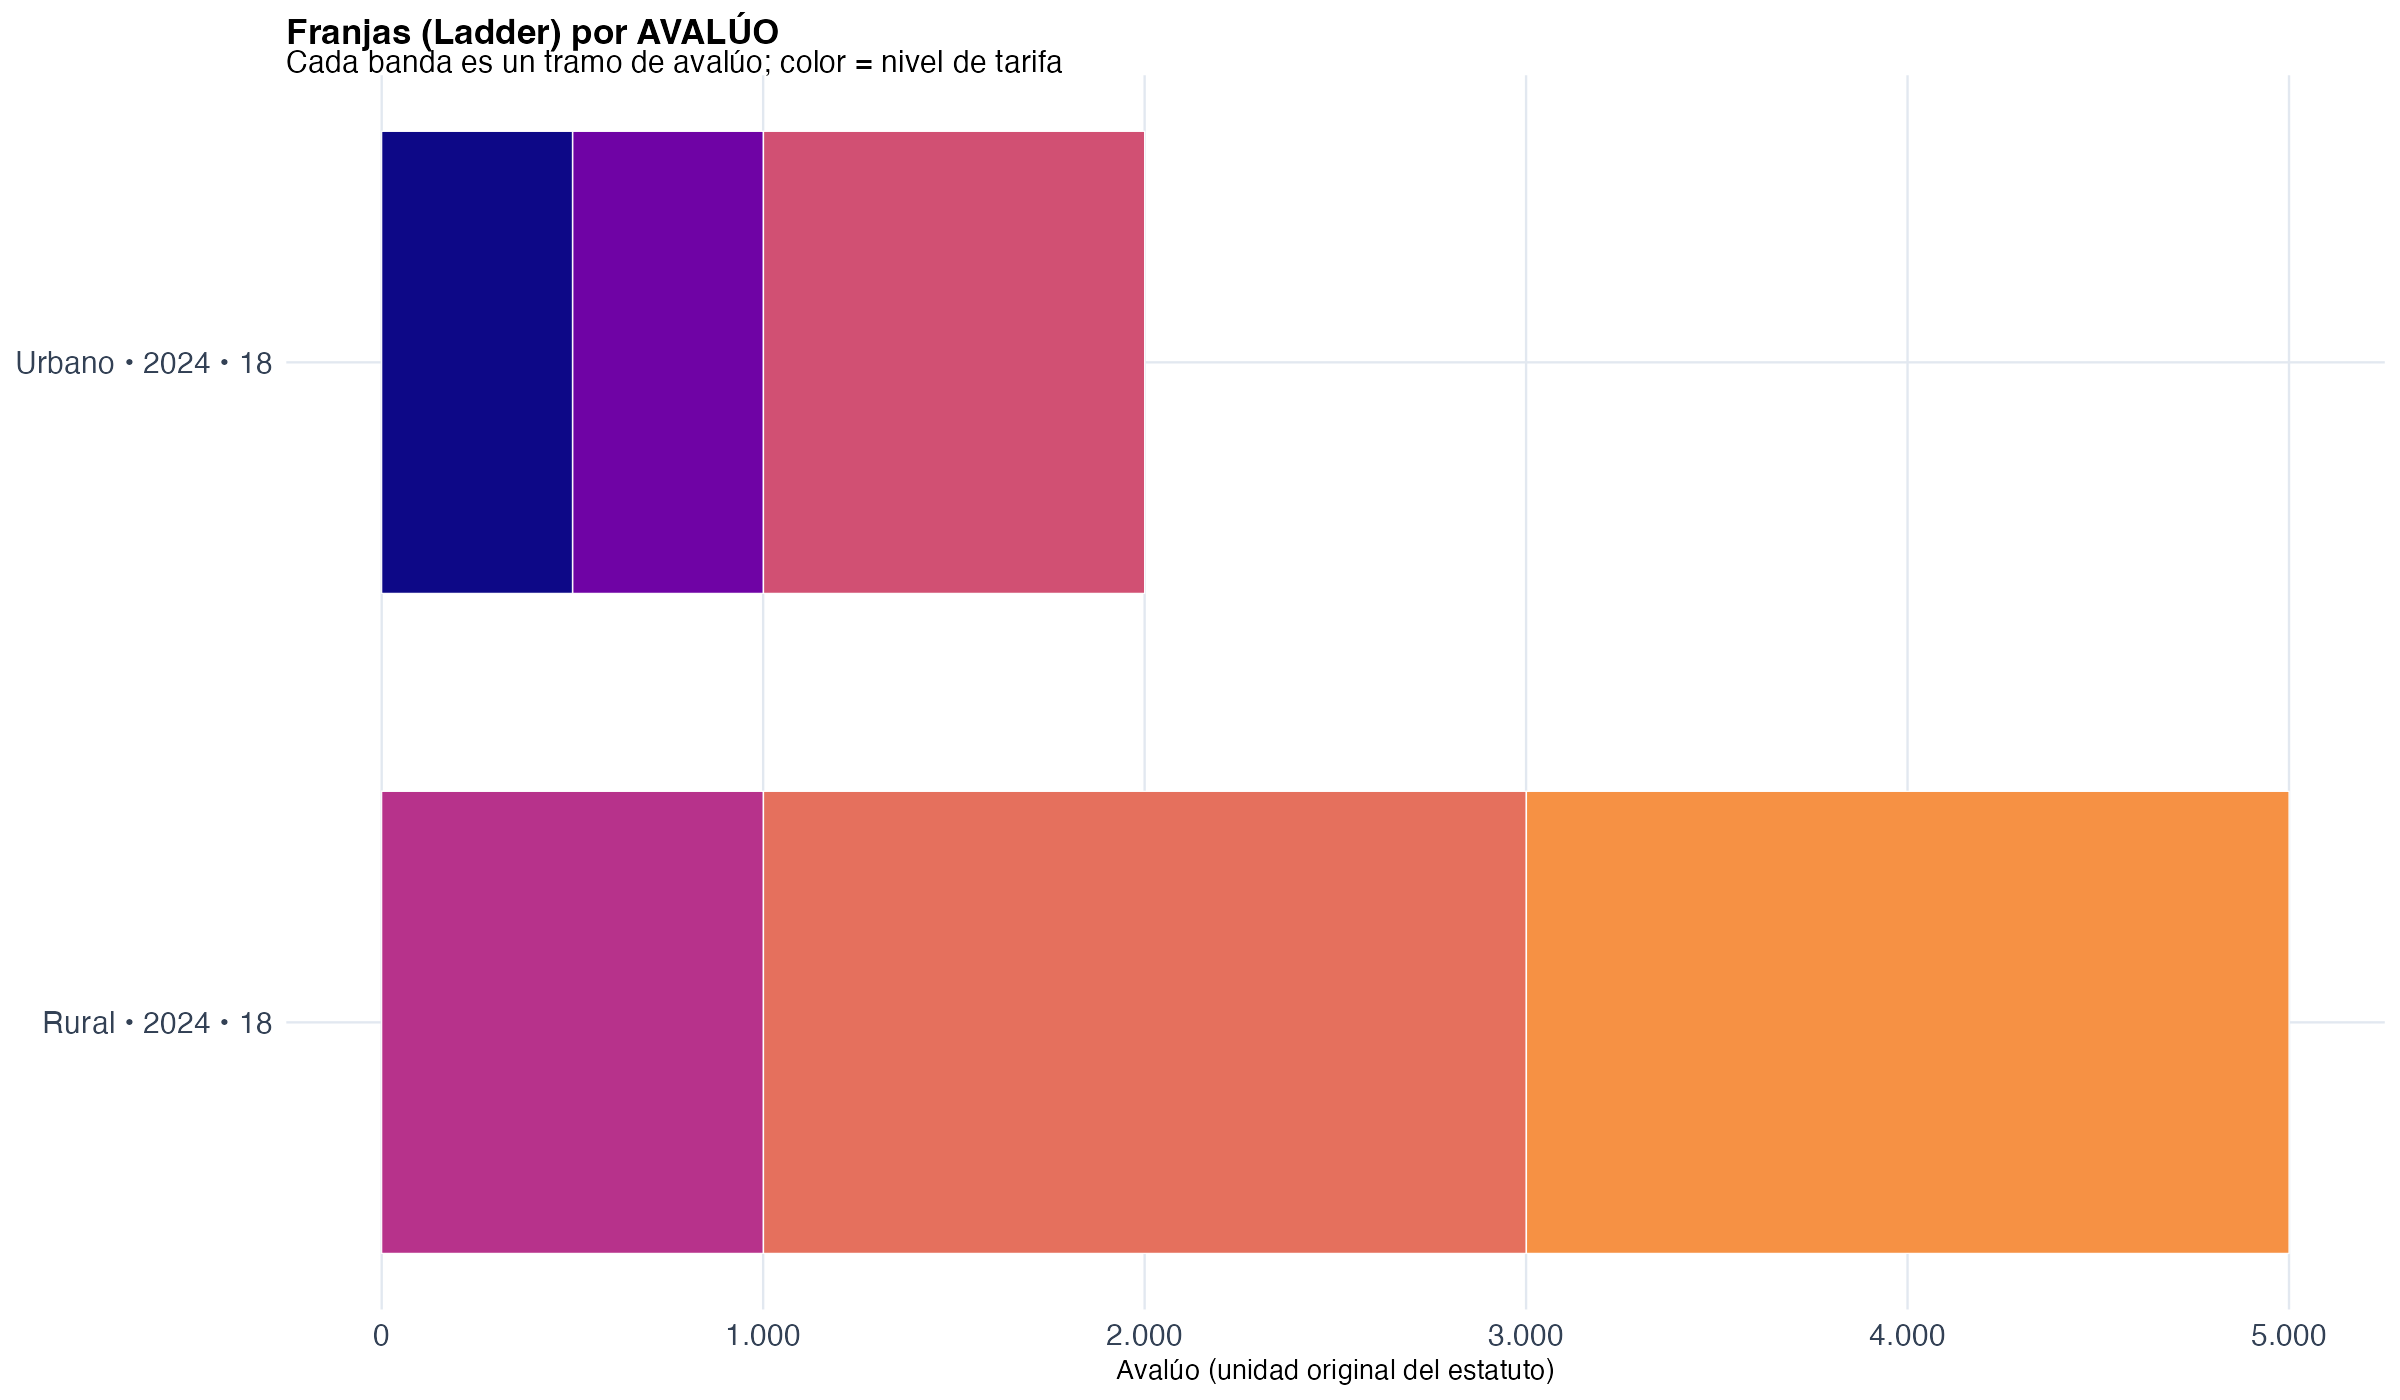 Franjas (Ladder) por AVALÚO
Cada banda es un tramo de avalúo; color = nivel de tarifa
Urbano • 2024 • 18
Rural • 2024 • 18
0 1.000 2.000 3.000 4.000 5.000
Avalúo (unidad original del estatuto)